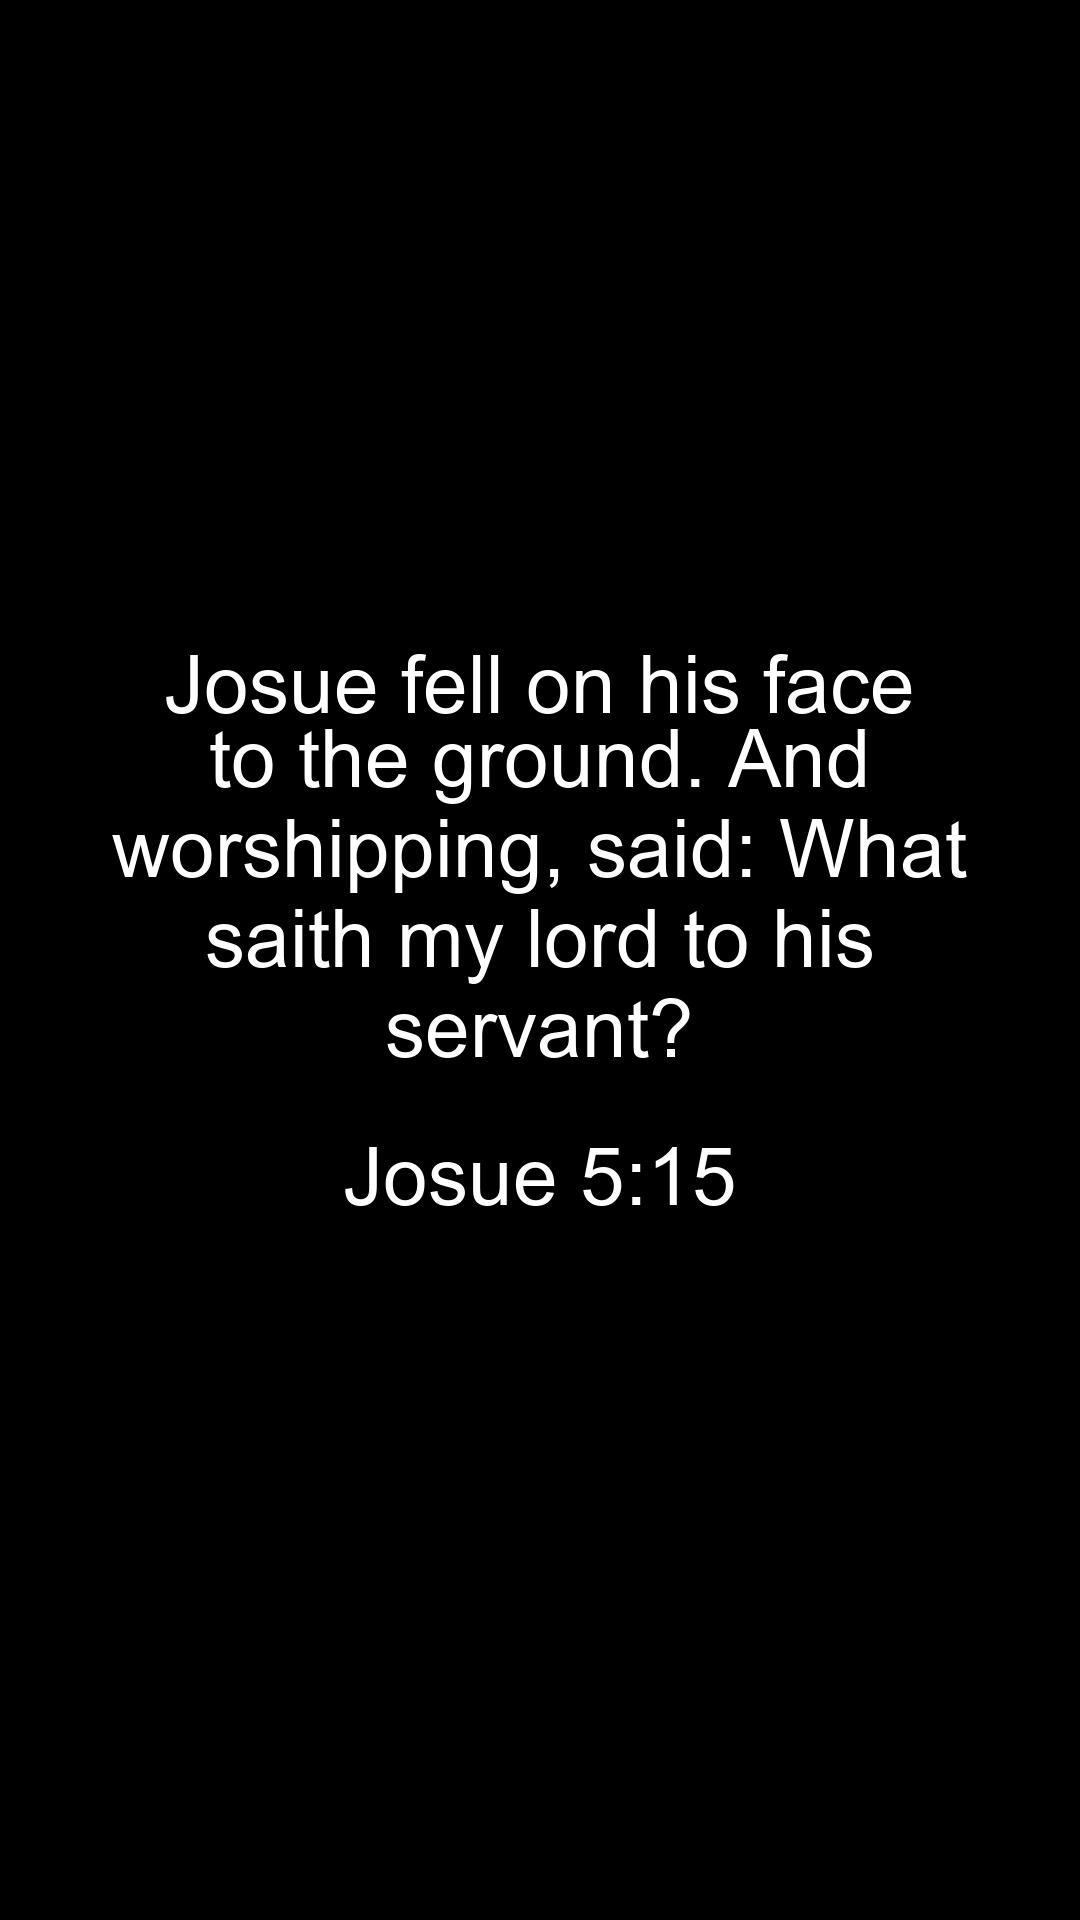 Josue fell on his face
to the ground. And
worshipping, said: What
saith my lord to his
servant?
Josue 5:15